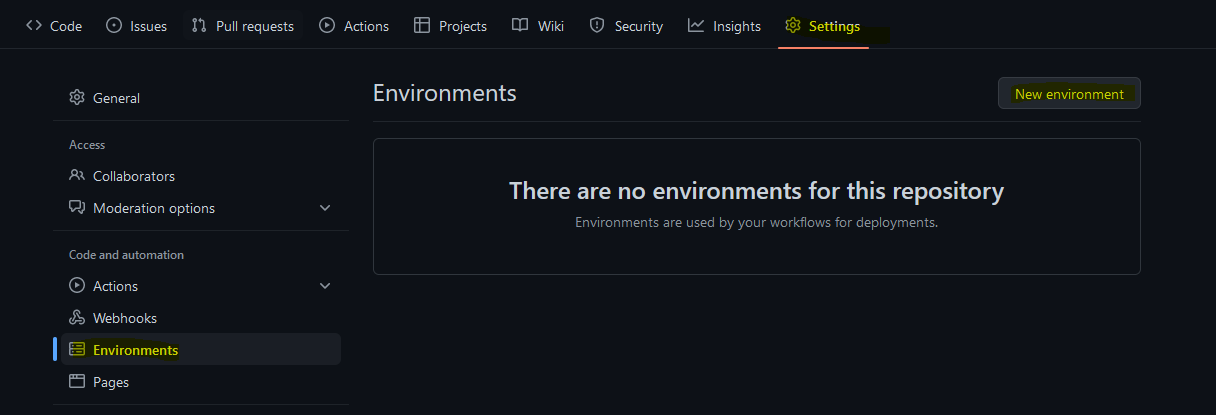 Code Issues Pull requests Actions Projects Wiki Security Insights Settings
General
Access
Collaborators
Moderation options
Code and automation
Actions
Webhooks
Environments
Pages
Environments
New environment
There are no environments for this repository
Environments are used by your workflows for deployments.